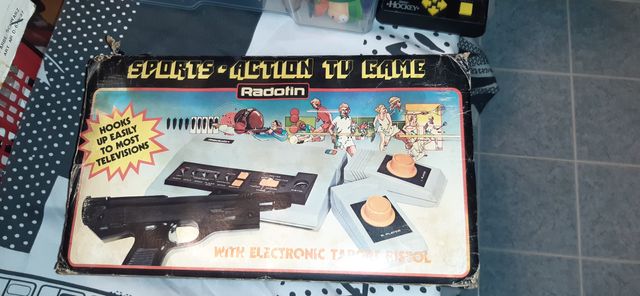 HOCKEY
SPORTS-ACTION TV GAME
Radofin
HOOKS
UP EASILY
TO MOST
TELEVISIONS
WITH ELECTRONIC TARGET PISTOL